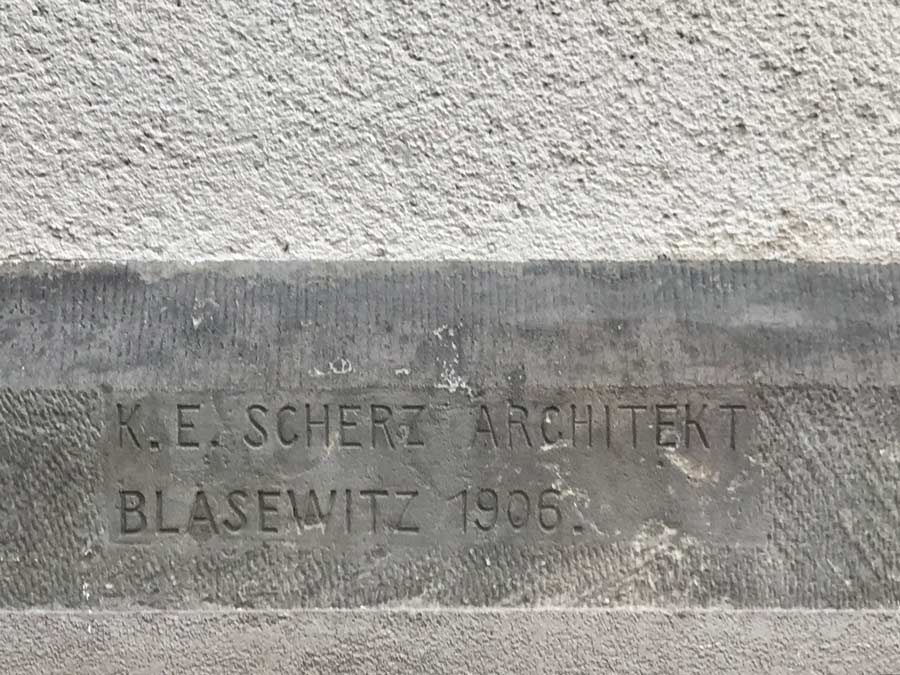 K. E. SCHERZ ARCHITEKT
BLASEWITZ 1906.